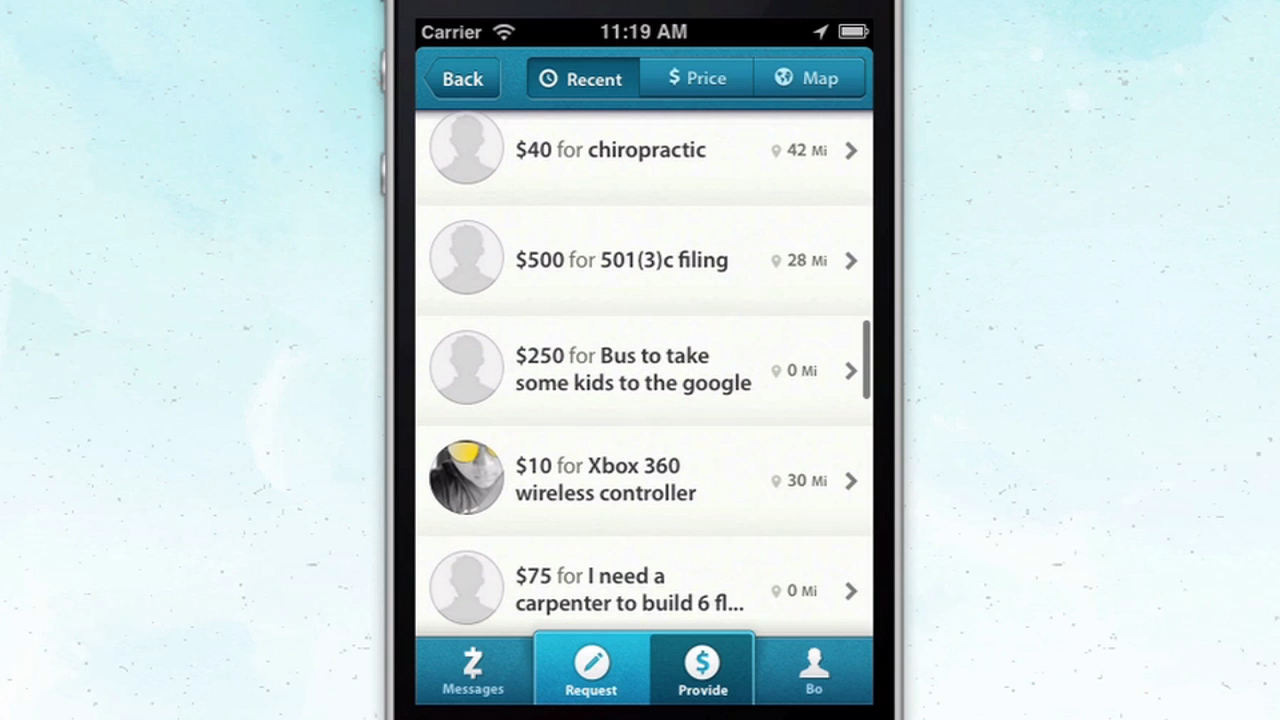 Carrier 11:19 AM
Back Recent $ Price Map
$40 for chiropractic 42 Mi
$500 for 501(3)c filing 28 Mi
$250 for Bus to take
some kids to the google 0 Mi
$10 for Xbox 360
wireless controller 30 Mi
$75 for I need a
carpenter to build 6 fl... 0 Mi
Messages Request Provide Bo